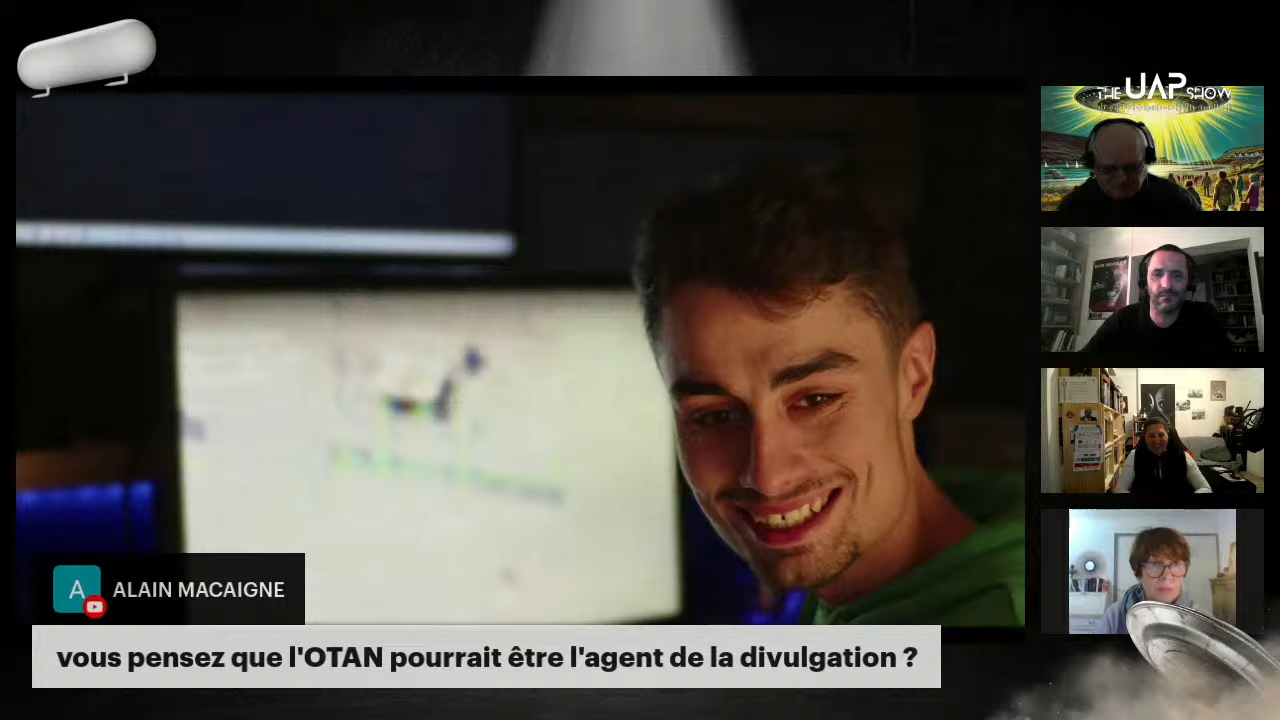 THE UAP SHOW
A
ALAIN MACAIGNE
vous pensez que l'OTAN pourrait être l'agent de la divulgation ?